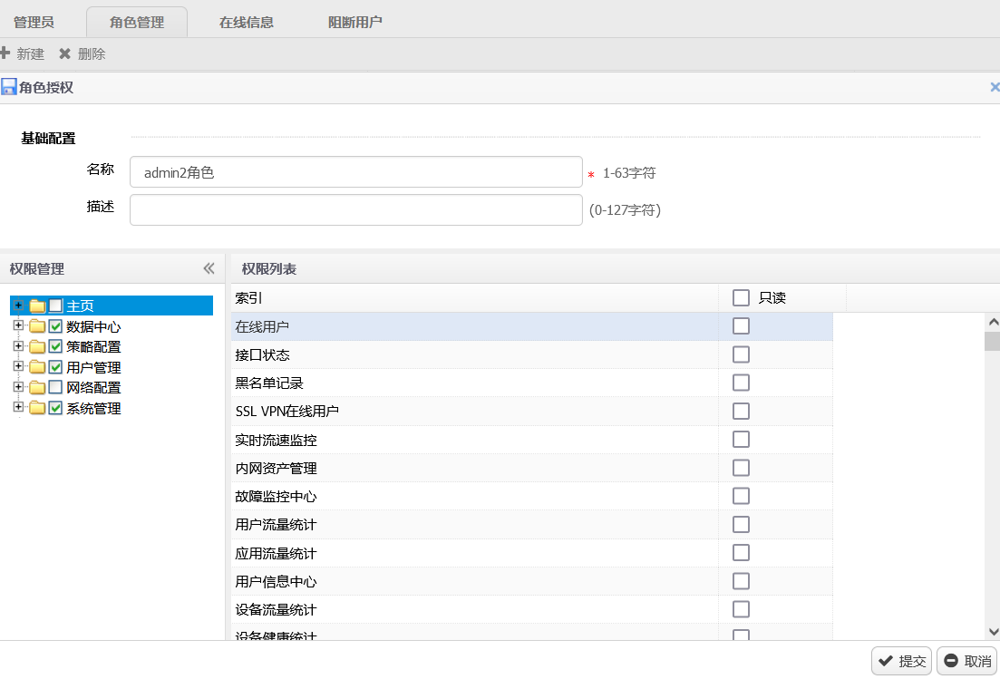 管理员 角色管理 在线信息 阻断用户
新建 删除
角色授权
基础配置
名称 admin2角色 * 1-63字符
描述 (0-127字符)
权限管理 权限列表
主页
数据中心
策略配置
用户管理
网络配置
系统管理
索引 只读
在线用户
接口状态
黑名单记录
SSL VPN在线用户
实时流速监控
内网资产管理
故障监控中心
用户流量统计
应用流量统计
用户信息中心
设备流量统计
设备健康统计
提交 取消